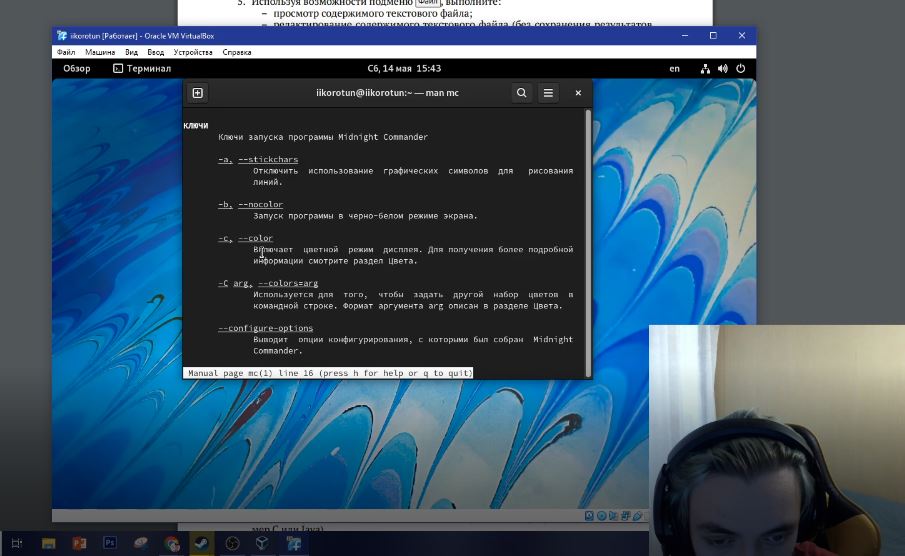 5. Используя возможности подменю Файл, выполните:
– просмотр содержимого текстового файла;
– редактирование содержимого текстового файла (без сохранения результатов
iikorotun [Работает] - Oracle VM VirtualBox
Файл Машина Вид Ввод Устройства Справка
Обзор Терминал Сб, 14 мая 15:43 en
iikorotun@iikorotun:~ — man mc
КЛЮЧИ
Ключи запуска программы Midnight Commander
-a, --stickchars
Отключить использование графических символов для рисования
линий.
-b, --nocolor
Запуск программы в черно-белом режиме экрана.
-c, --color
Включает цветной режим дисплея. Для получения более подробной
информации смотрите раздел Цвета.
-C arg, --colors=arg
Используется для того, чтобы задать другой набор цветов в
командной строке. Формат аргумента arg описан в разделе Цвета.
--configure-options
Выводит опции конфигурирования, с которыми был собран Midnight
Commander.
Manual page mc(1) line 16 (press h for help or q to quit)
мер C или Java)